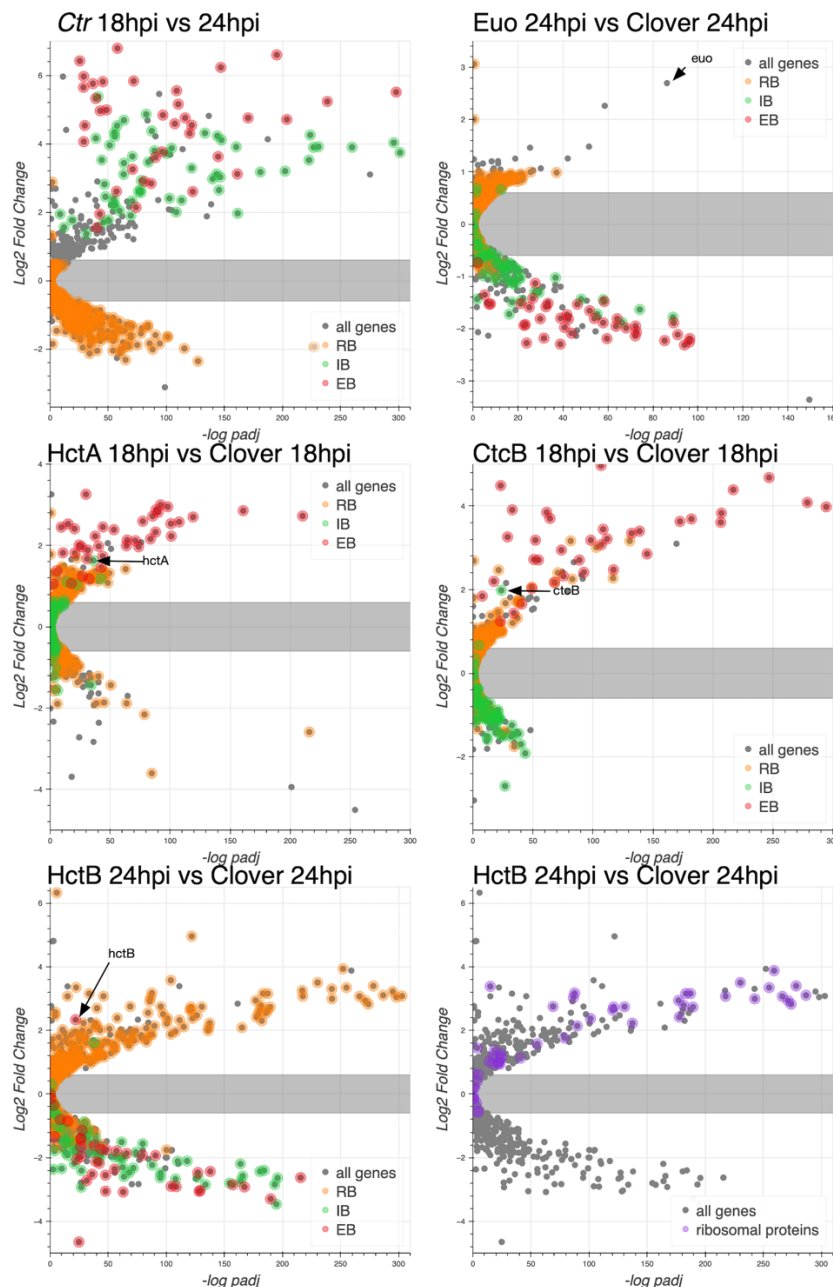 Ctr 18hpi vs 24hpi
Log2 Fold Change
6
4
2
0
−2
all genes
RB
IB
EB
0
50
100
150
200
250
300
-log padj
Euo 24hpi vs Clover 24hpi
Log2 Fold Change
3
2
1
0
−1
−2
−3
euo
all genes
RB
IB
EB
0
20
40
60
80
100
120
140
160
-log padj
HctA 18hpi vs Clover 18hpi
Log2 Fold Change
4
2
0
−2
−4
hctA
all genes
RB
IB
EB
0
50
100
150
200
250
300
-log padj
CtcB 18hpi vs Clover 18hpi
Log2 Fold Change
4
2
0
−2
ctcB
all genes
RB
IB
EB
0
50
100
150
200
250
300
-log padj
HctB 24hpi vs Clover 24hpi
Log2 Fold Change
6
4
2
0
−2
−4
hctB
all genes
RB
IB
EB
0
50
100
150
200
250
300
-log padj
HctB 24hpi vs Clover 24hpi
Log2 Fold Change
6
4
2
0
−2
−4
all genes
ribosomal proteins
0
50
100
150
200
250
300
-log padj